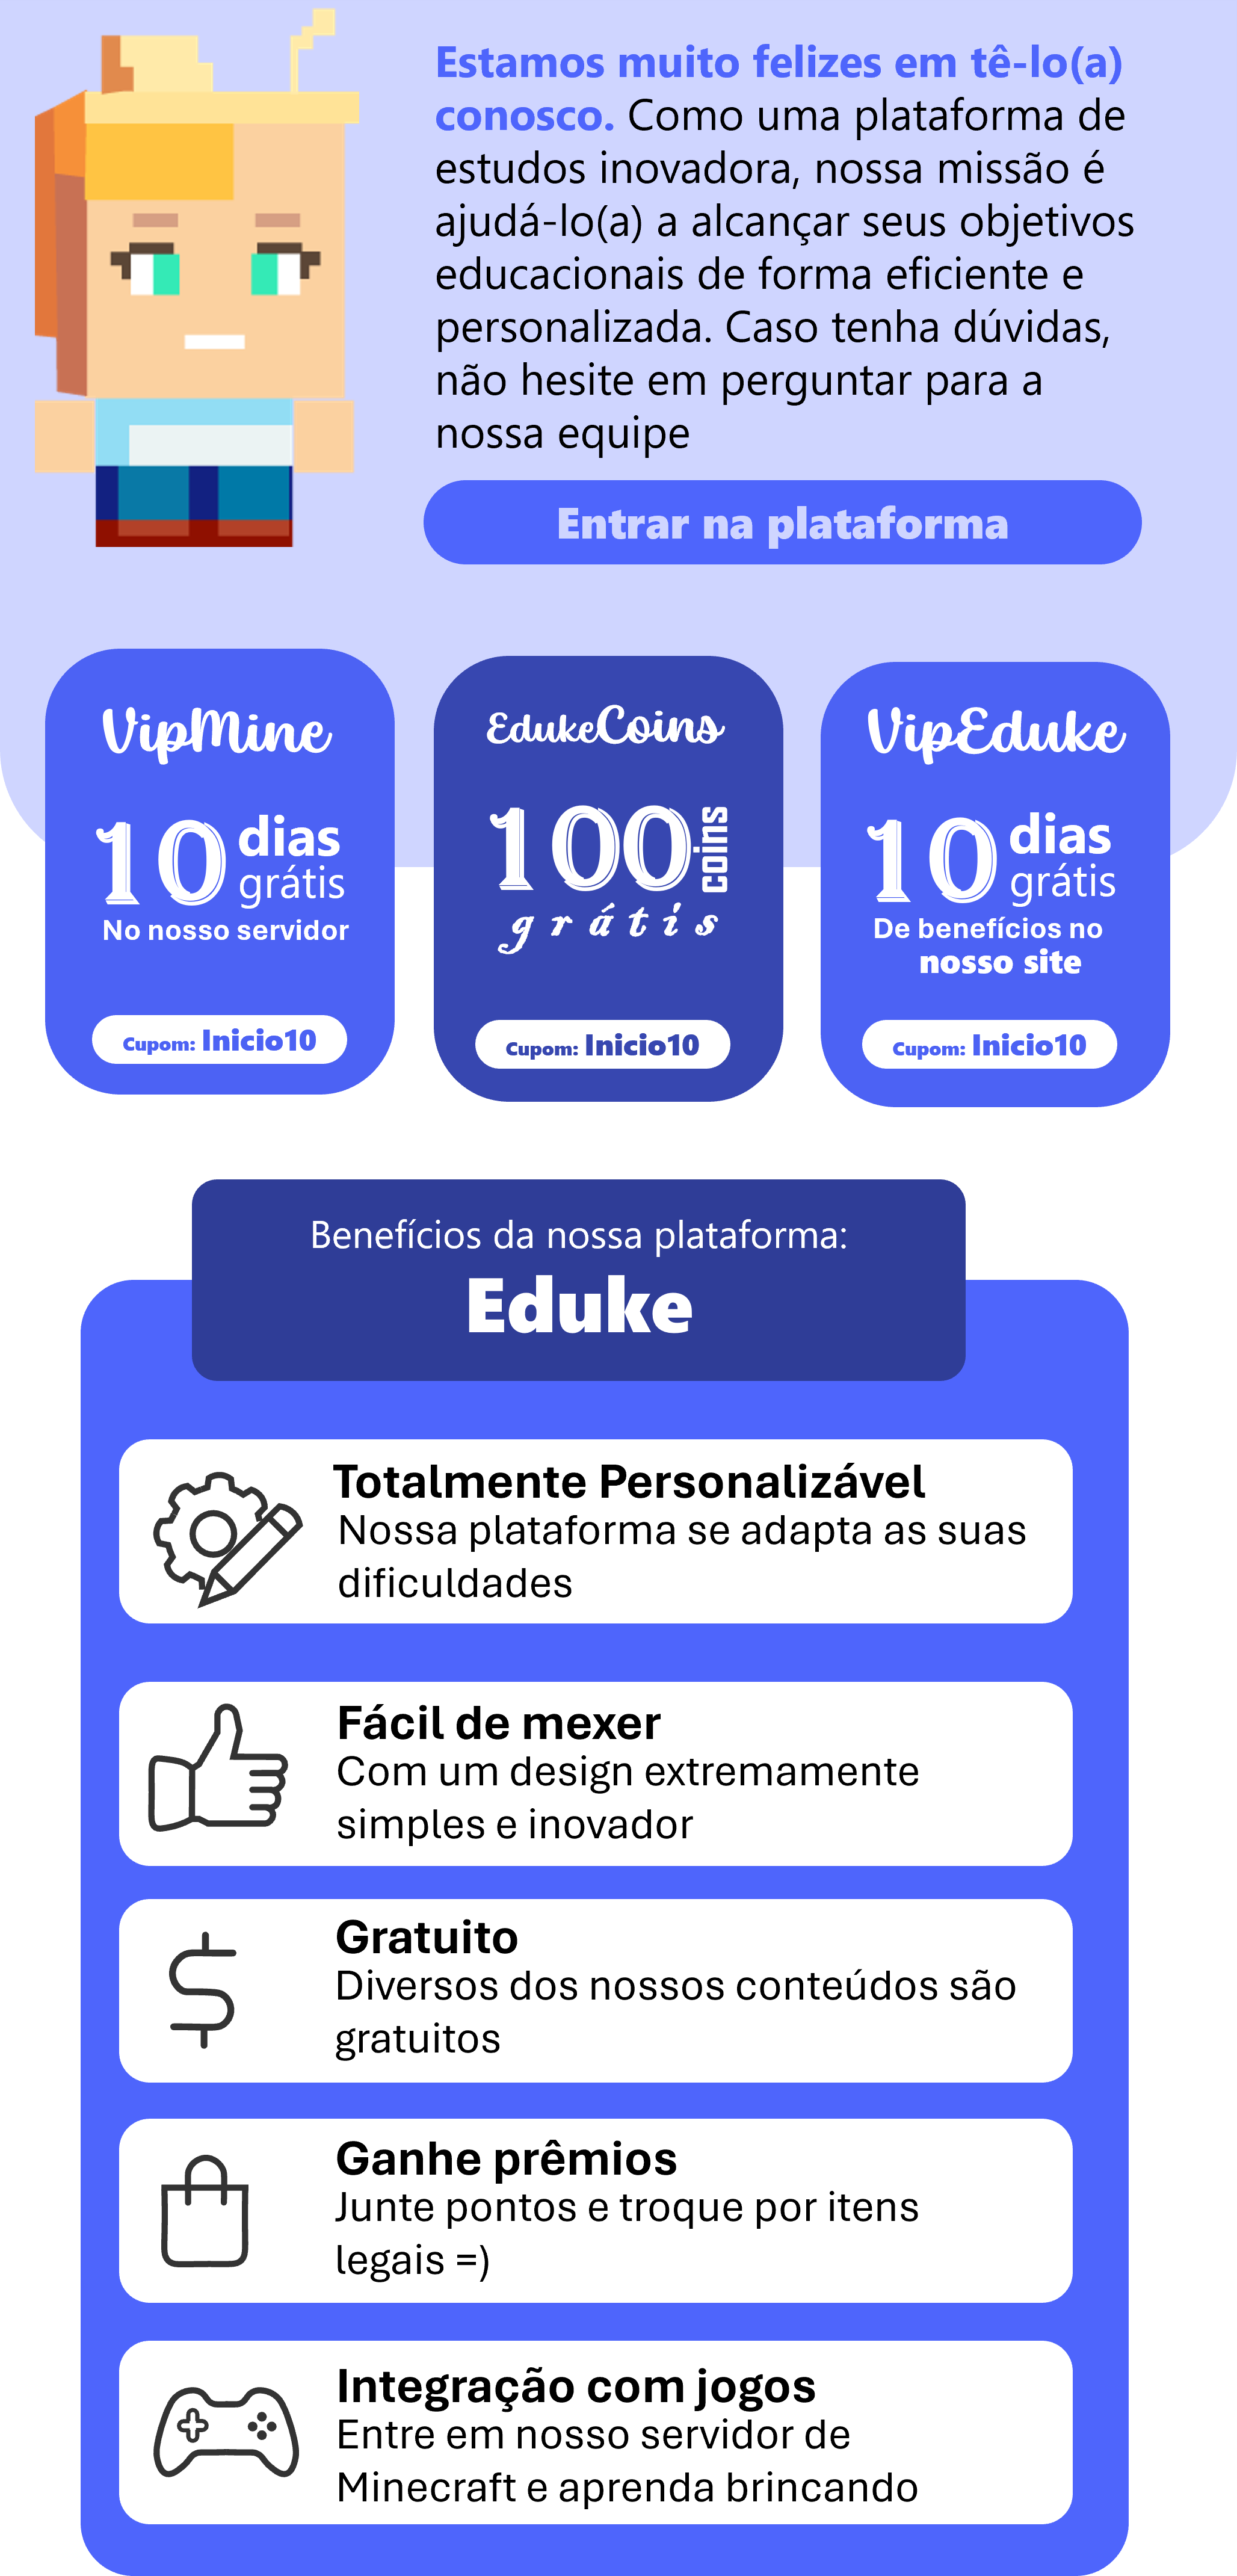 Estamos muito felizes em tê-lo(a)
conosco. Como uma plataforma de
estudos inovadora, nossa missão é
ajudá-lo(a) a alcançar seus objetivos
educacionais de forma eficiente e
personalizada. Caso tenha dúvidas,
não hesite em perguntar para a
nossa equipe
Entrar na plataforma
VipMine
10 dias
grátis
No nosso servidor
Cupom: Inicio10
EdukeCoins
100 coins
grátis
Cupom: Inicio10
VipEduke
10 dias
grátis
De benefícios no
nosso site
Cupom: Inicio10
Benefícios da nossa plataforma:
Eduke
Totalmente Personalizável
Nossa plataforma se adapta as suas
dificuldades
Fácil de mexer
Com um design extremamente
simples e inovador
Gratuito
Diversos dos nossos conteúdos são
gratuitos
Ganhe prêmios
Junte pontos e troque por itens
legais =)
Integração com jogos
Entre em nosso servidor de
Minecraft e aprenda brincando